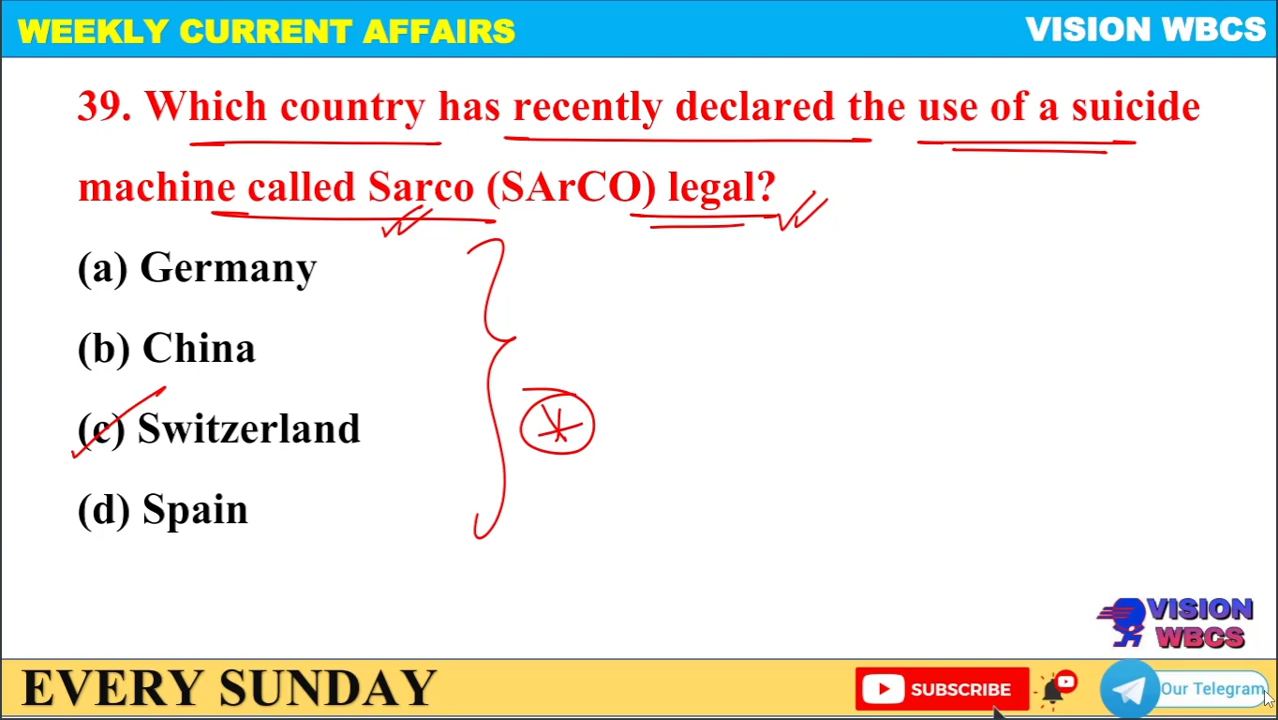 WEEKLY CURRENT AFFAIRS
VISION WBCS
39. Which country has recently declared the use of a suicide
machine called Sarco (SArCO) legal?
(a) Germany
(b) China
(c) Switzerland
(d) Spain
VISION
WBCS
EVERY SUNDAY
SUBSCRIBE
Our Telegram